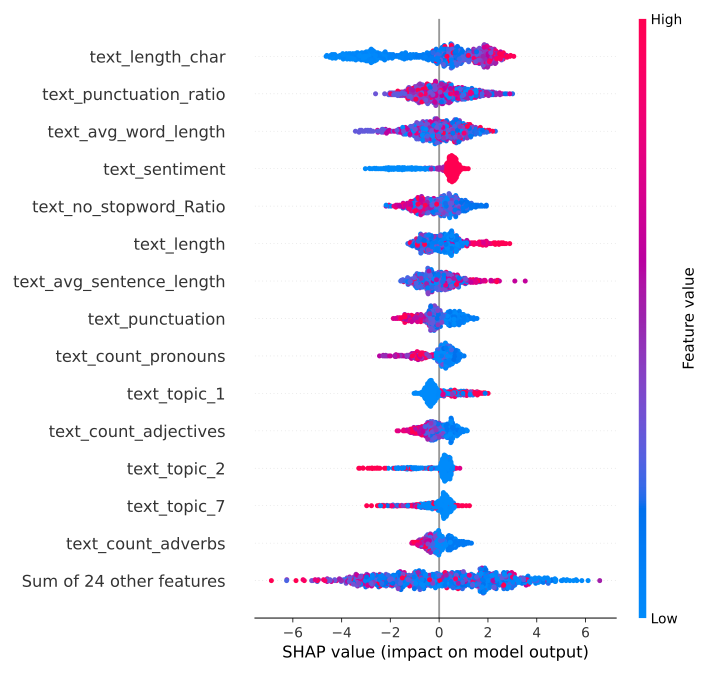 High
text_length_char
text_punctuation_ratio
text_avg_word_length
text_sentiment
text_no_stopword_Ratio
text_length
text_avg_sentence_length
text_punctuation
text_count_pronouns
text_topic_1
text_count_adjectives
text_topic_2
text_topic_7
text_count_adverbs
Sum of 24 other features
Feature value
Low
−6 −4 −2 0 2 4 6
SHAP value (impact on model output)